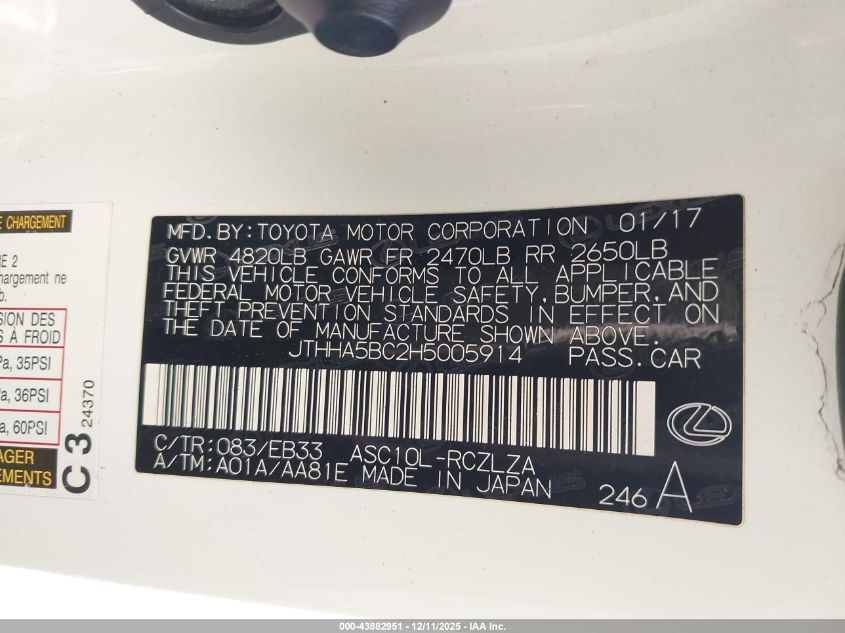 E CHARGEMENT
E 2
hargement ne
b.
SION DES
S À FROID
Pa, 35PSI
a, 36PSI
a, 60PSI
AGER
EMENTS
C3
24370
MFD. BY: TOYOTA MOTOR CORPORATION 01/17
GVWR 4820LB GAWR FR 2470LB RR 2650LB
THIS VEHICLE CONFORMS TO ALL APPLICABLE
FEDERAL MOTOR VEHICLE SAFETY, BUMPER, AND
THEFT PREVENTION STANDARDS IN EFFECT ON
THE DATE OF MANUFACTURE SHOWN ABOVE.
JTHHA5BC2H5005914 PASS.CAR
C/TR: 083/EB33 ASC10L-RCZLZA
A/TM: A01A/AA81E MADE IN JAPAN
246 A
000-43882951 - 12/11/2025 - IAA Inc.